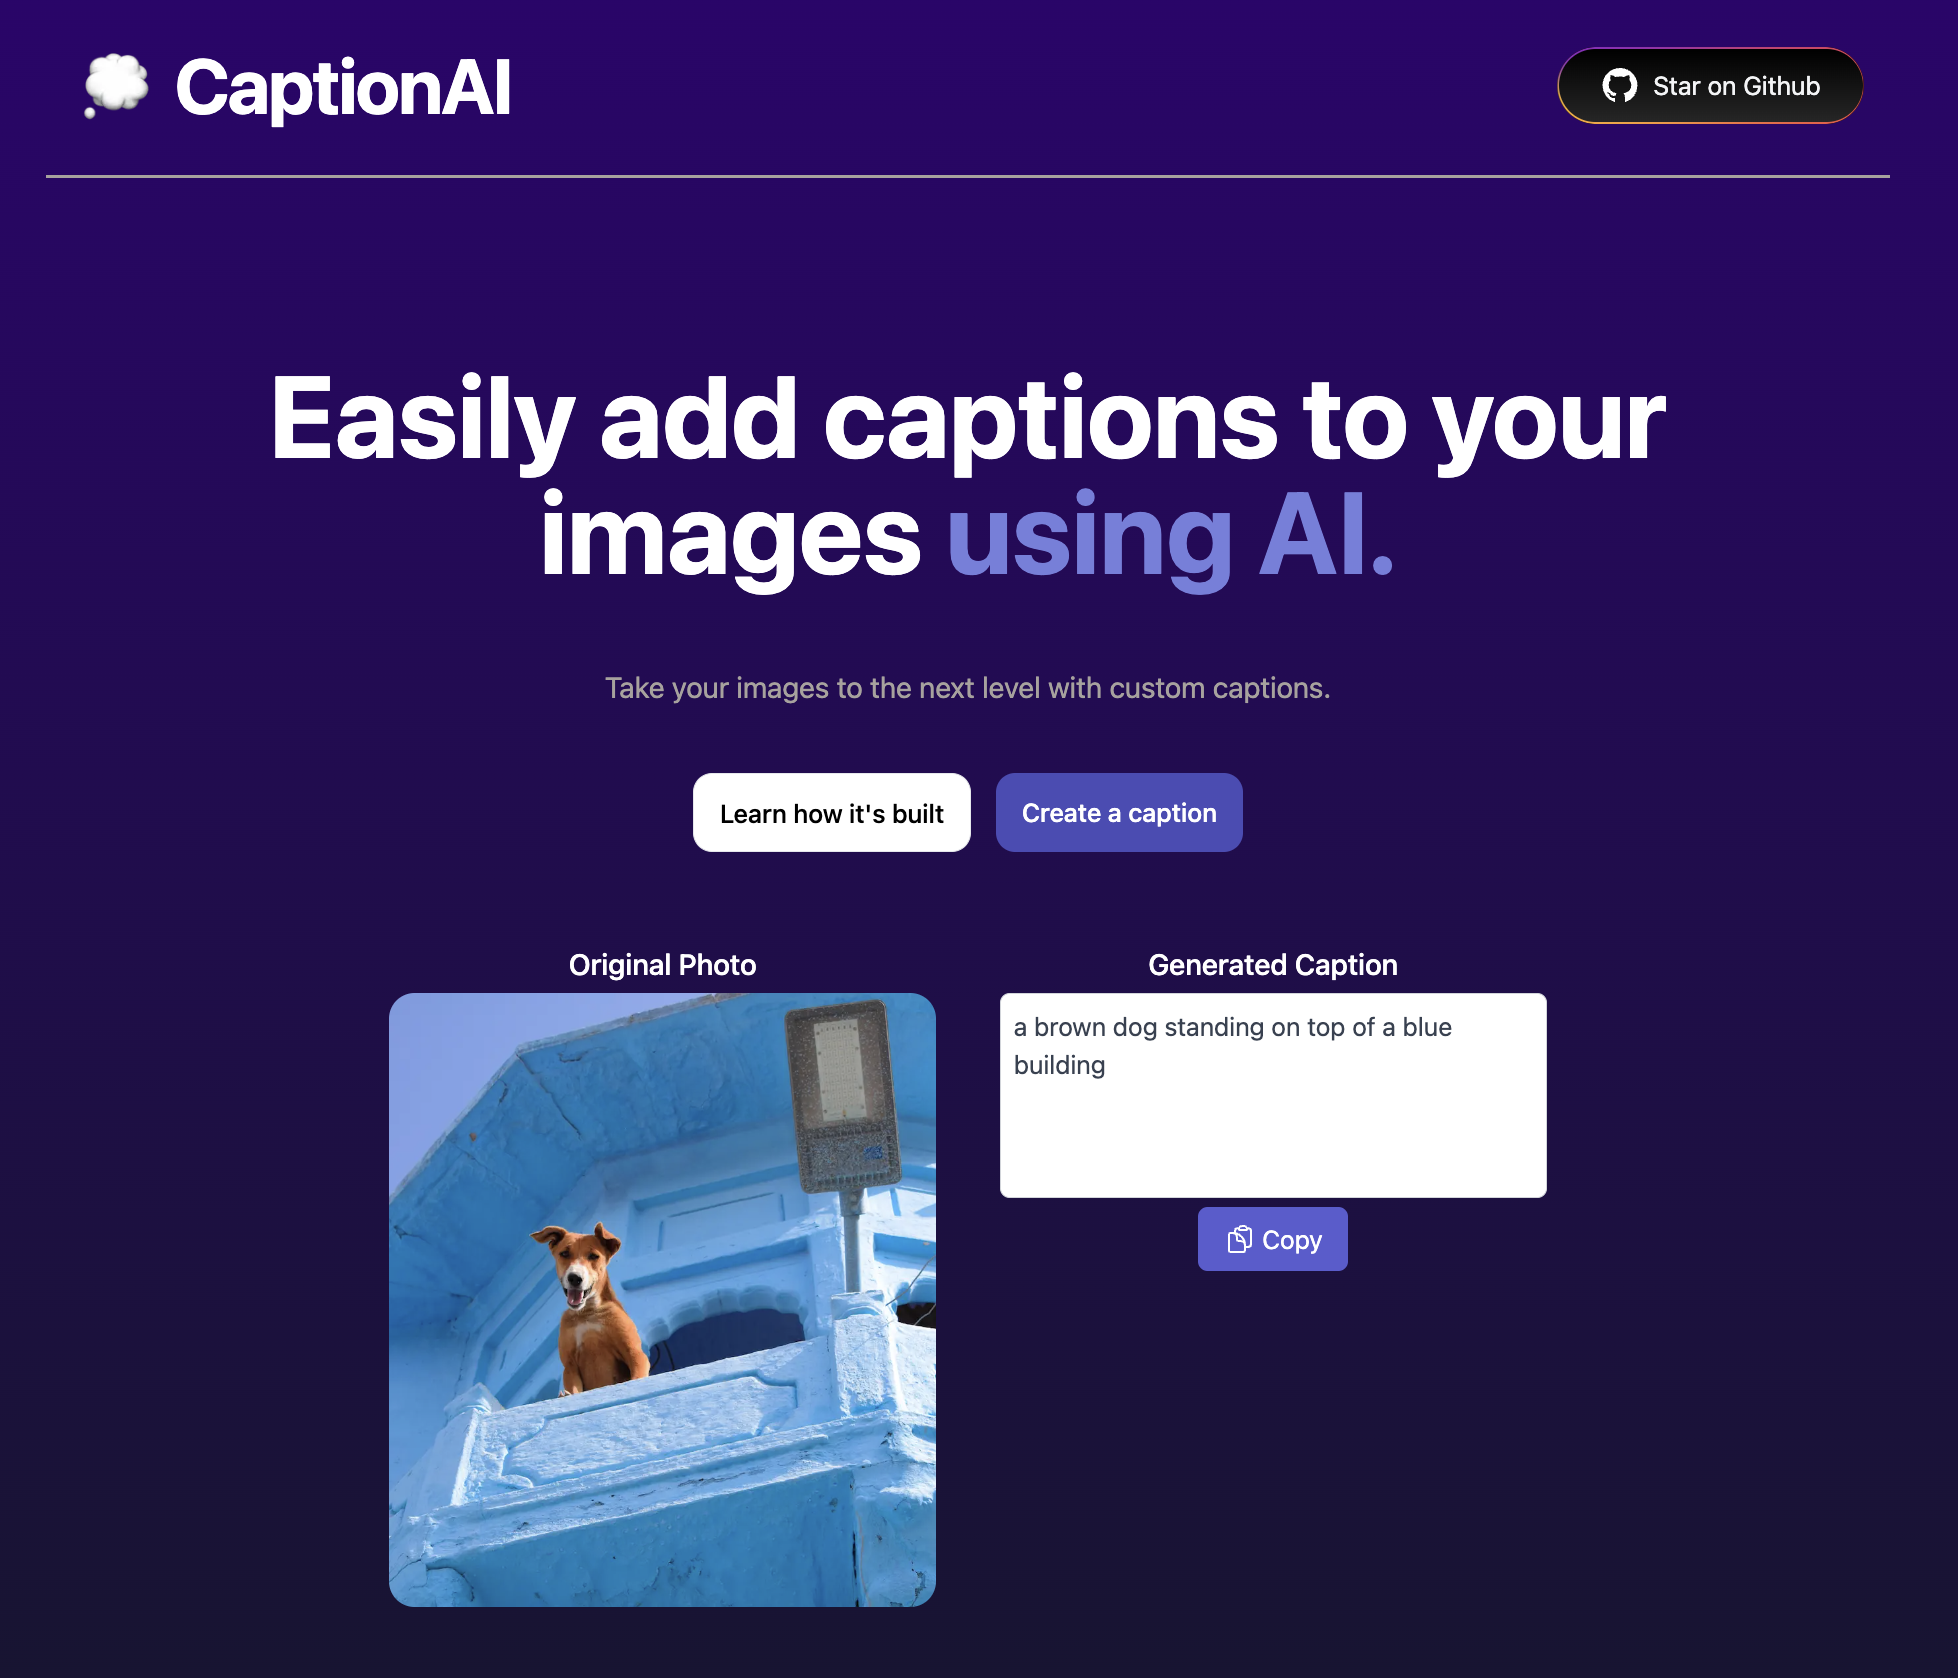 CaptionAI
Star on Github
Easily add captions to your
images using AI.
Take your images to the next level with custom captions.
Learn how it's built
Create a caption
Original Photo
Generated Caption
a brown dog standing on top of a blue
building
Copy